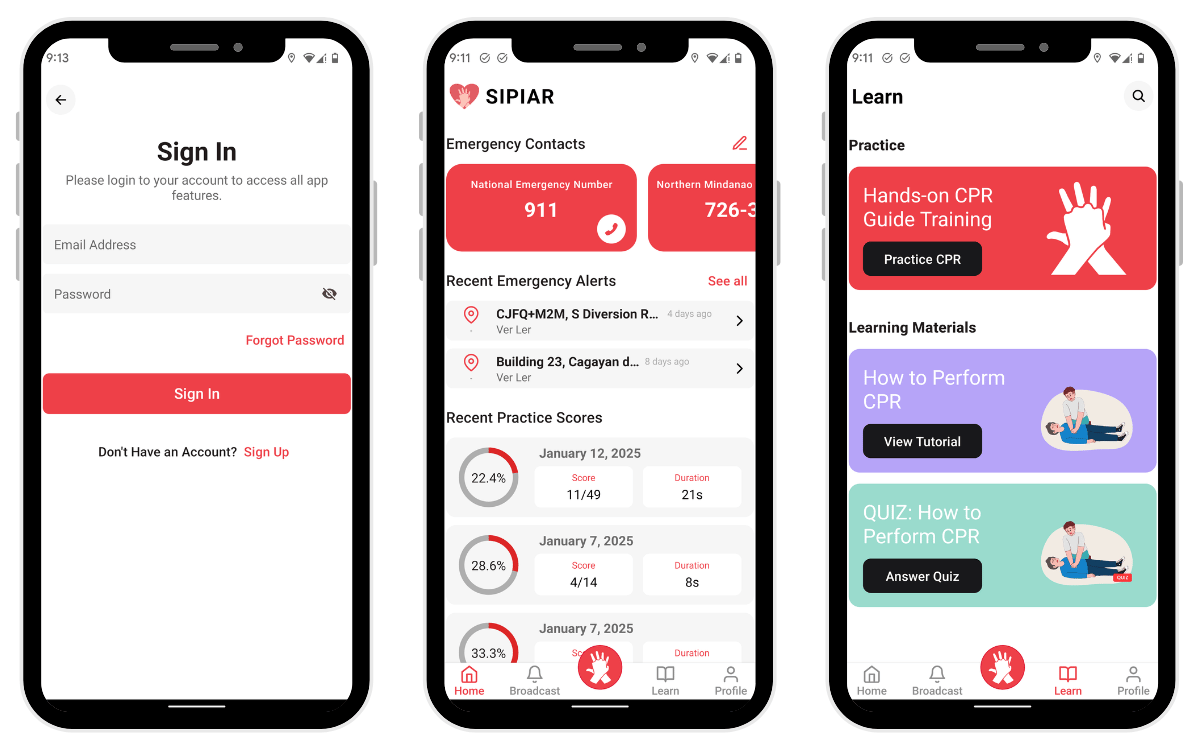 9:13
Sign In
Please login to your account to access all app
features.
Email Address
Password
Forgot Password
Sign In
Don't Have an Account? Sign Up
9:11
SIPIAR
Emergency Contacts
National Emergency Number
911
Northern Mindanao
726-3
Recent Emergency Alerts
See all
CJFQ+M2M, S Diversion R...
4 days ago
Ver Ler
Building 23, Cagayan d...
8 days ago
Ver Ler
Recent Practice Scores
22.4%
January 12, 2025
Score
Duration
11/49
21s
28.6%
January 7, 2025
Score
Duration
4/14
8s
33.3%
January 7, 2025
Sc
Duration
Home
Broadcast
Learn
Profile
9:11
Learn
Practice
Hands-on CPR
Guide Training
Practice CPR
Learning Materials
How to Perform
CPR
View Tutorial
QUIZ: How to
Perform CPR
Answer Quiz
QUIZ
Home
Broadcast
Learn
Profile